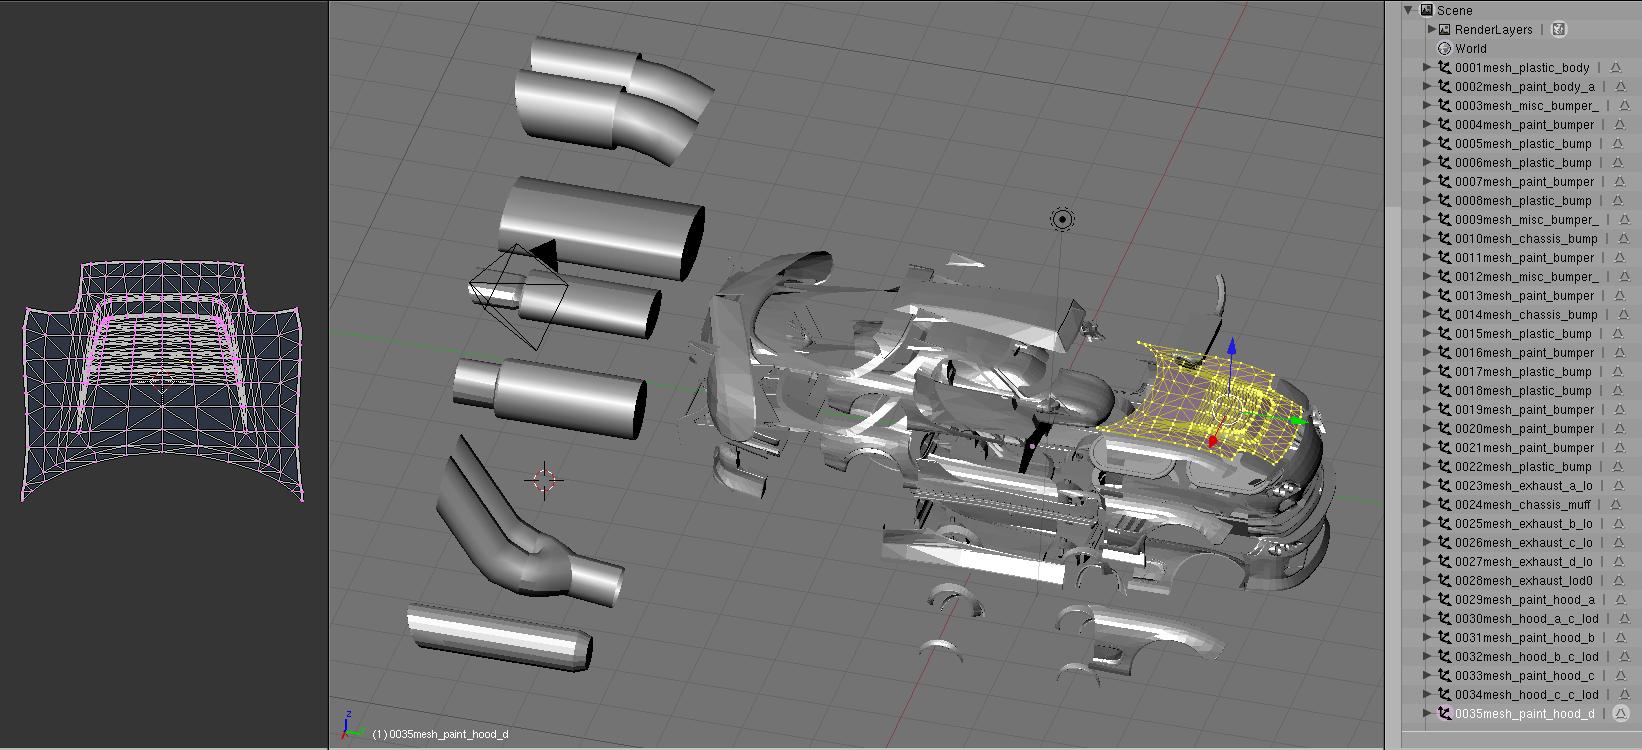 Scene
RenderLayers |
World
0001mesh_plastic_body |
0002mesh_paint_body_a |
0003mesh_misc_bumper_ |
0004mesh_paint_bumper |
0005mesh_plastic_bump |
0006mesh_plastic_bump |
0007mesh_paint_bumper |
0008mesh_plastic_bump |
0009mesh_misc_bumper_ |
0010mesh_chassis_bump |
0011mesh_paint_bumper |
0012mesh_misc_bumper_ |
0013mesh_paint_bumper |
0014mesh_chassis_bump |
0015mesh_plastic_bump |
0016mesh_paint_bumper |
0017mesh_plastic_bump |
0018mesh_plastic_bump |
0019mesh_paint_bumper |
0020mesh_paint_bumper |
0021mesh_paint_bumper |
0022mesh_plastic_bump |
0023mesh_exhaust_a_lo |
0024mesh_chassis_muff |
0025mesh_exhaust_b_lo |
0026mesh_exhaust_c_lo |
0027mesh_exhaust_d_lo |
0028mesh_exhaust_lod0 |
0029mesh_paint_hood_a |
0030mesh_hood_a_c_lod |
0031mesh_paint_hood_b |
0032mesh_hood_b_c_lod |
0033mesh_paint_hood_c |
0034mesh_hood_c_c_lod |
0035mesh_paint_hood_d |
z
(1) 0035mesh_paint_hood_d